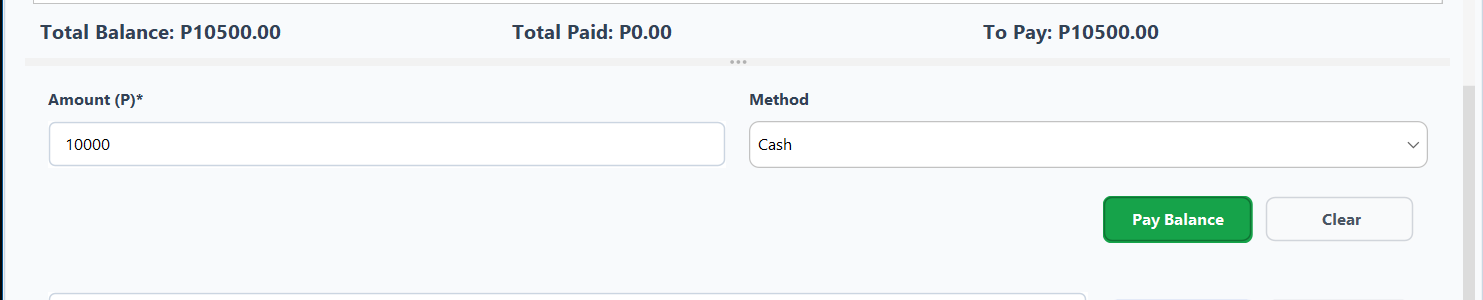 Total Balance: P10500.00 Total Paid: P0.00 To Pay: P10500.00
Amount (P)* Method
10000 Cash
Pay Balance Clear